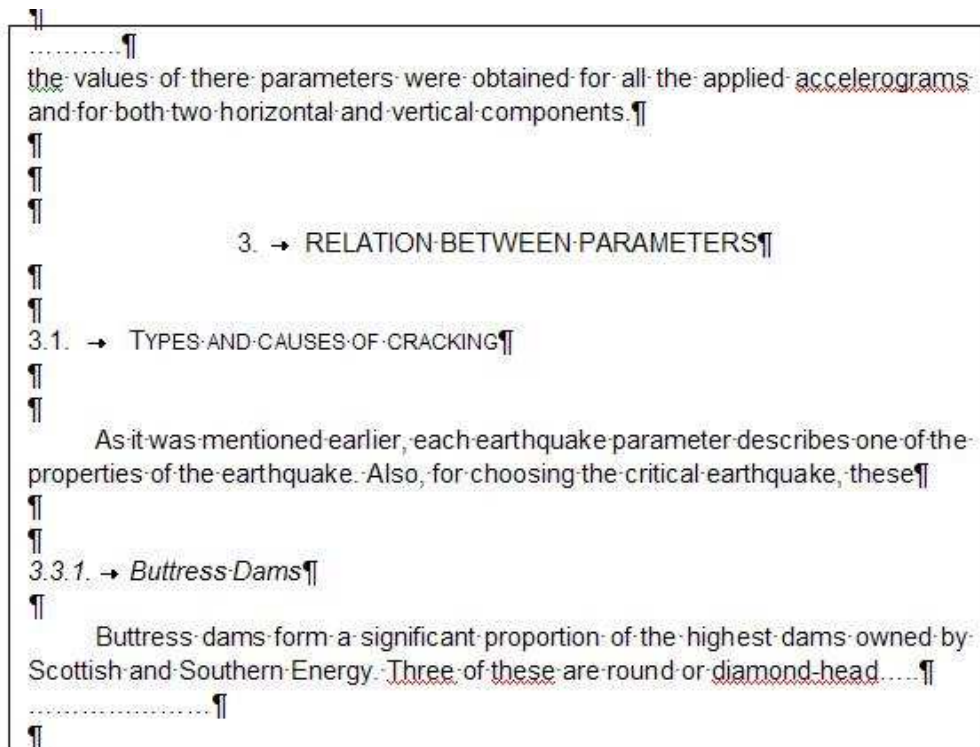 ¶
………..¶
the values of there parameters were obtained for all the applied accelerograms
and for both two horizontal and vertical components.¶
¶
¶
¶
3. → RELATION BETWEEN PARAMETERS¶
¶
¶
3.1. → TYPES AND CAUSES OF CRACKING¶
¶
¶
As it was mentioned earlier, each earthquake parameter describes one of the
properties of the earthquake. Also, for choosing the critical earthquake, these¶
¶
¶
3.3.1. → Buttress Dams¶
¶
Buttress dams form a significant proportion of the highest dams owned by
Scottish and Southern Energy. Three of these are round or diamond-head…..¶
…………………¶
¶